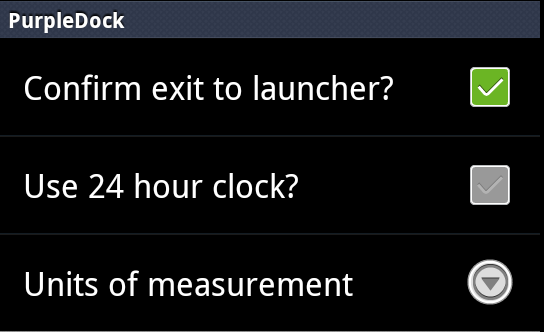 PurpleDock
Confirm exit to launcher?
Use 24 hour clock?
Units of measurement